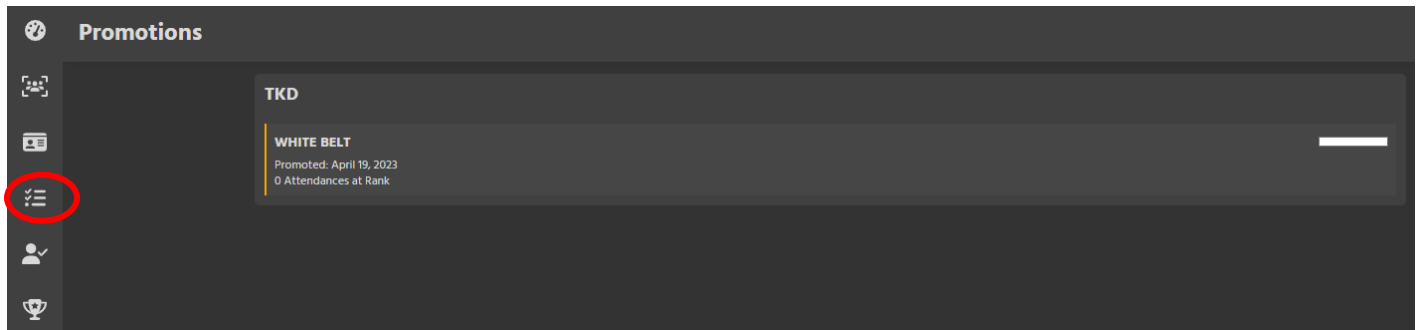 Promotions
TKD
WHITE BELT
Promoted: April 19, 2023
0 Attendances at Rank